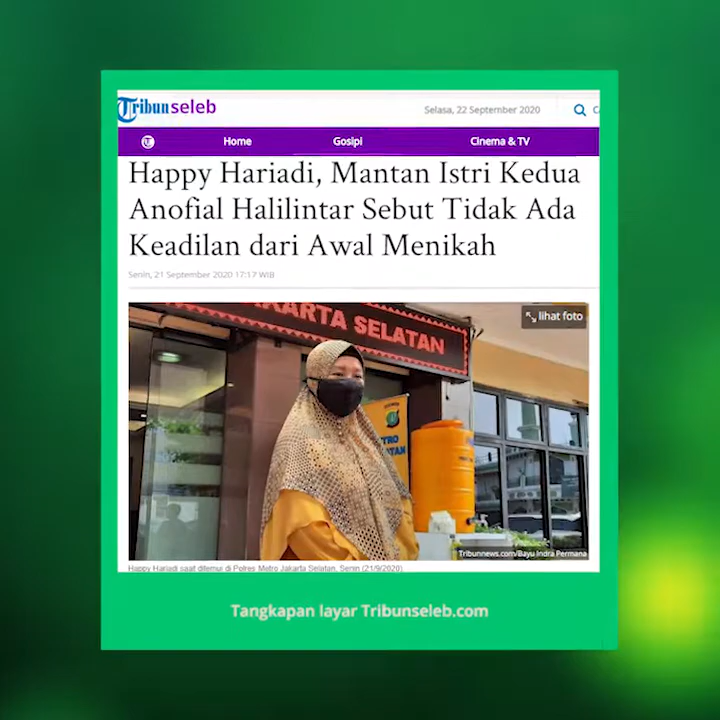 Tribunseleb
Selasa, 22 September 2020
Home Gosipi Cinema & TV
Happy Hariadi, Mantan Istri Kedua
Anofial Halilintar Sebut Tidak Ada
Keadilan dari Awal Menikah
Senin, 21 September 2020 17:17 WIB
JAKARTA SELATAN
lihat foto
Tribunnews.com/Bayu Indra Permana
Happy Hariadi saat ditemui di Polres Metro Jakarta Selatan, Senin (21/9/2020)
Tangkapan layar Tribunseleb.com